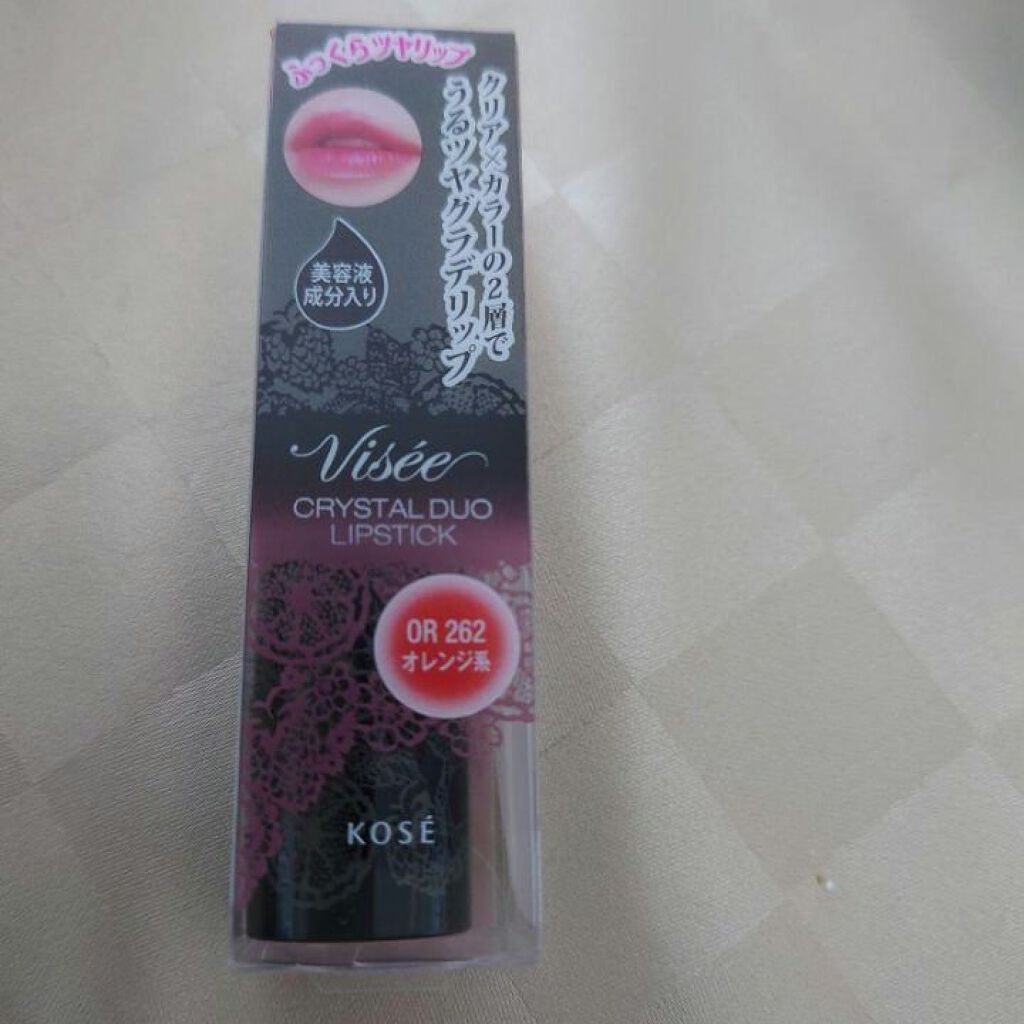 ふっくらツヤリップ
クリア×カラーの2層で
うるツヤグラデリップ
美容液
成分入り
Visée
CRYSTAL DUO
LIPSTICK
OR 262
オレンジ系
KOSÉ